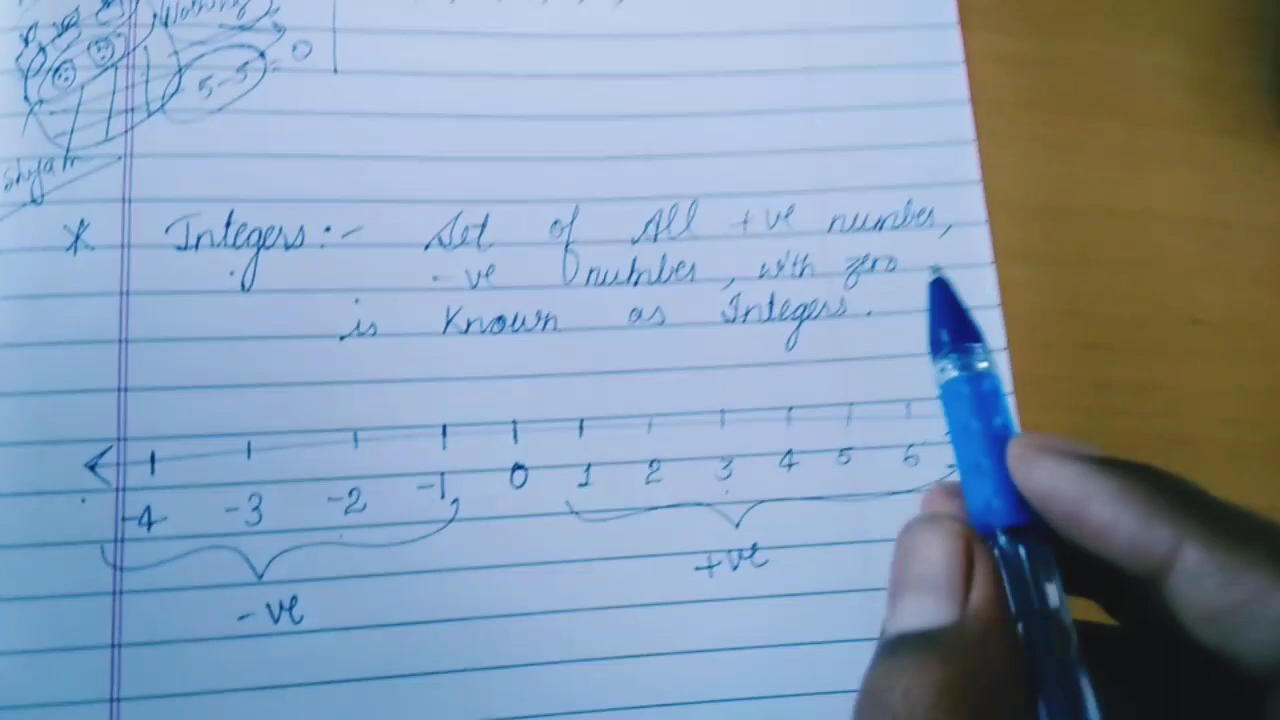 5-5=0
Shyam
* Integers:- Set of All +ve number,
-ve number, with zero
is known as Integers.
-4 -3 -2 -1 0 1 2 3 4 5 6
-ve +ve